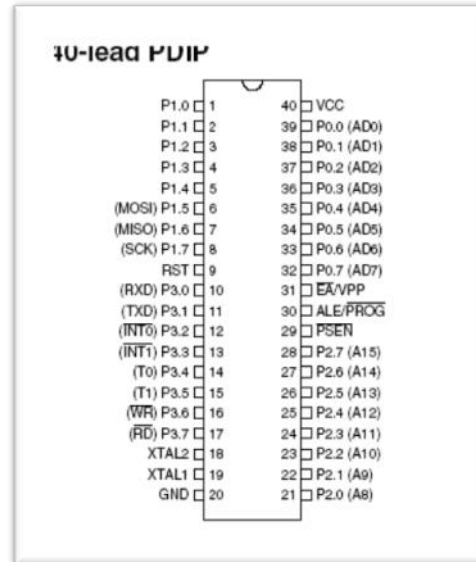 40-lead PDIP
P1.0 1 40 VCC
P1.1 2 39 P0.0 (AD0)
P1.2 3 38 P0.1 (AD1)
P1.3 4 37 P0.2 (AD2)
P1.4 5 36 P0.3 (AD3)
(MOSI) P1.5 6 35 P0.4 (AD4)
(MISO) P1.6 7 34 P0.5 (AD5)
(SCK) P1.7 8 33 P0.6 (AD6)
RST 9 32 P0.7 (AD7)
(RXD) P3.0 10 31 E̅A̅/VPP
(TXD) P3.1 11 30 ALE/P̅R̅O̅G̅
(I̅N̅T̅0̅) P3.2 12 29 P̅S̅E̅N̅
(I̅N̅T̅1̅) P3.3 13 28 P2.7 (A15)
(T0) P3.4 14 27 P2.6 (A14)
(T1) P3.5 15 26 P2.5 (A13)
(W̅R̅) P3.6 16 25 P2.4 (A12)
(R̅D̅) P3.7 17 24 P2.3 (A11)
XTAL2 18 23 P2.2 (A10)
XTAL1 19 22 P2.1 (A9)
GND 20 21 P2.0 (A8)